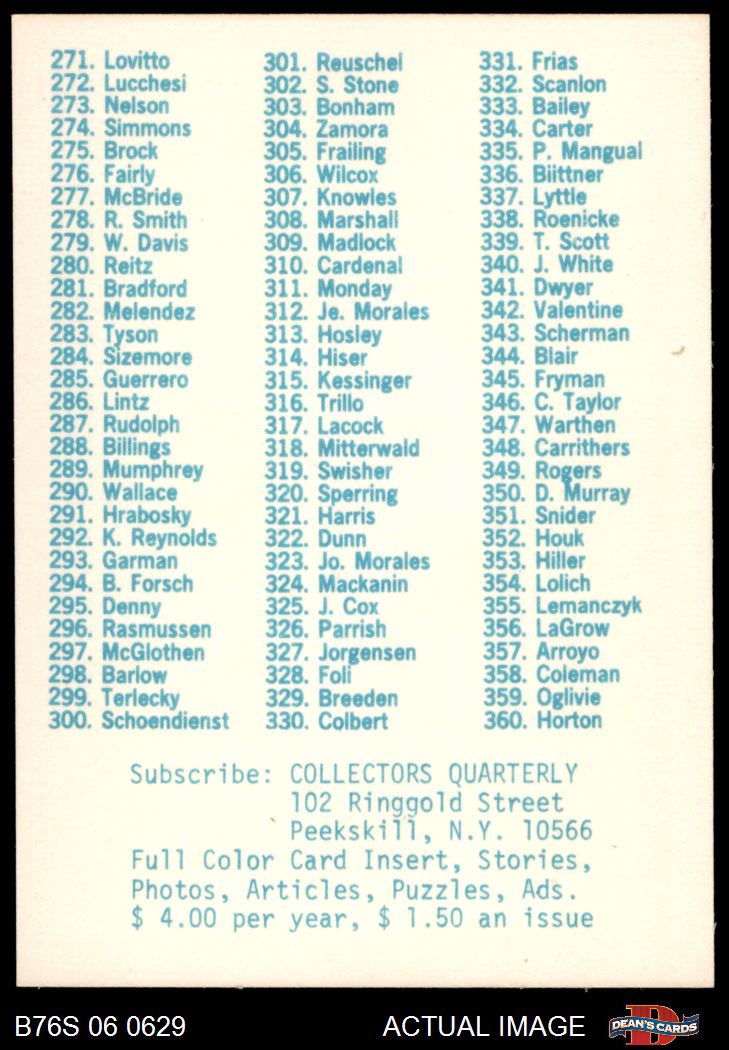 271. Lovitto
272. Lucchesi
273. Nelson
274. Simmons
275. Brock
276. Fairly
277. McBride
278. R. Smith
279. W. Davis
280. Reitz
281. Bradford
282. Melendez
283. Tyson
284. Sizemore
285. Guerrero
286. Lintz
287. Rudolph
288. Billings
289. Mumphrey
290. Wallace
291. Hrabosky
292. K. Reynolds
293. Garman
294. B. Forsch
295. Denny
296. Rasmussen
297. McGlothen
298. Barlow
299. Terlecky
300. Schoendienst
301. Reuschel
302. S. Stone
303. Bonham
304. Zamora
305. Frailing
306. Wilcox
307. Knowles
308. Marshall
309. Madlock
310. Cardenal
311. Monday
312. Je. Morales
313. Hosley
314. Hiser
315. Kessinger
316. Trillo
317. Lacock
318. Mitterwald
319. Swisher
320. Sperring
321. Harris
322. Dunn
323. Jo. Morales
324. Mackanin
325. J. Cox
326. Parrish
327. Jorgensen
328. Foli
329. Breeden
330. Colbert
331. Frias
332. Scanlon
333. Bailey
334. Carter
335. P. Mangual
336. Biittner
337. Lyttle
338. Roenicke
339. T. Scott
340. J. White
341. Dwyer
342. Valentine
343. Scherman
344. Blair
345. Fryman
346. C. Taylor
347. Warthen
348. Carrithers
349. Rogers
350. D. Murray
351. Snider
352. Houk
353. Hiller
354. Lolich
355. Lemanczyk
356. LaGrow
357. Arroyo
358. Coleman
359. Oglivie
360. Horton
Subscribe: COLLECTORS QUARTERLY
102 Ringgold Street
Peekskill, N.Y. 10566
Full Color Card Insert, Stories,
Photos, Articles, Puzzles, Ads.
$ 4.00 per year, $ 1.50 an issue
B76S 06 0629
ACTUAL IMAGE
DEAN'S CARDS